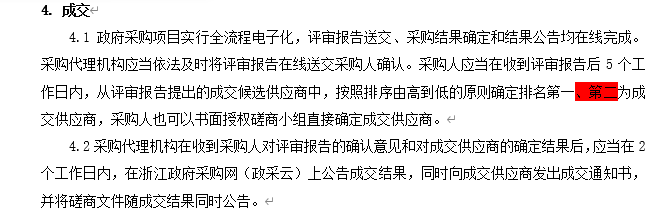 4. 成交
4.1 政府采购项目实行全流程电子化，评审报告送交、采购结果确定和结果公告均在线完成。
采购代理机构应当依法及时将评审报告在线送交采购人确认。采购人应当在收到评审报告后 5 个工
作日内，从评审报告提出的成交候选供应商中，按照排序由高到低的原则确定排名第一、第二为成
交供应商，采购人也可以书面授权磋商小组直接确定成交供应商。
4.2 采购代理机构在收到采购人对评审报告的确认意见和对成交供应商的确定结果后，应当在 2
个工作日内，在浙江政府采购网（政采云）上公告成交结果，同时向成交供应商发出成交通知书，
并将磋商文件随成交结果同时公告。